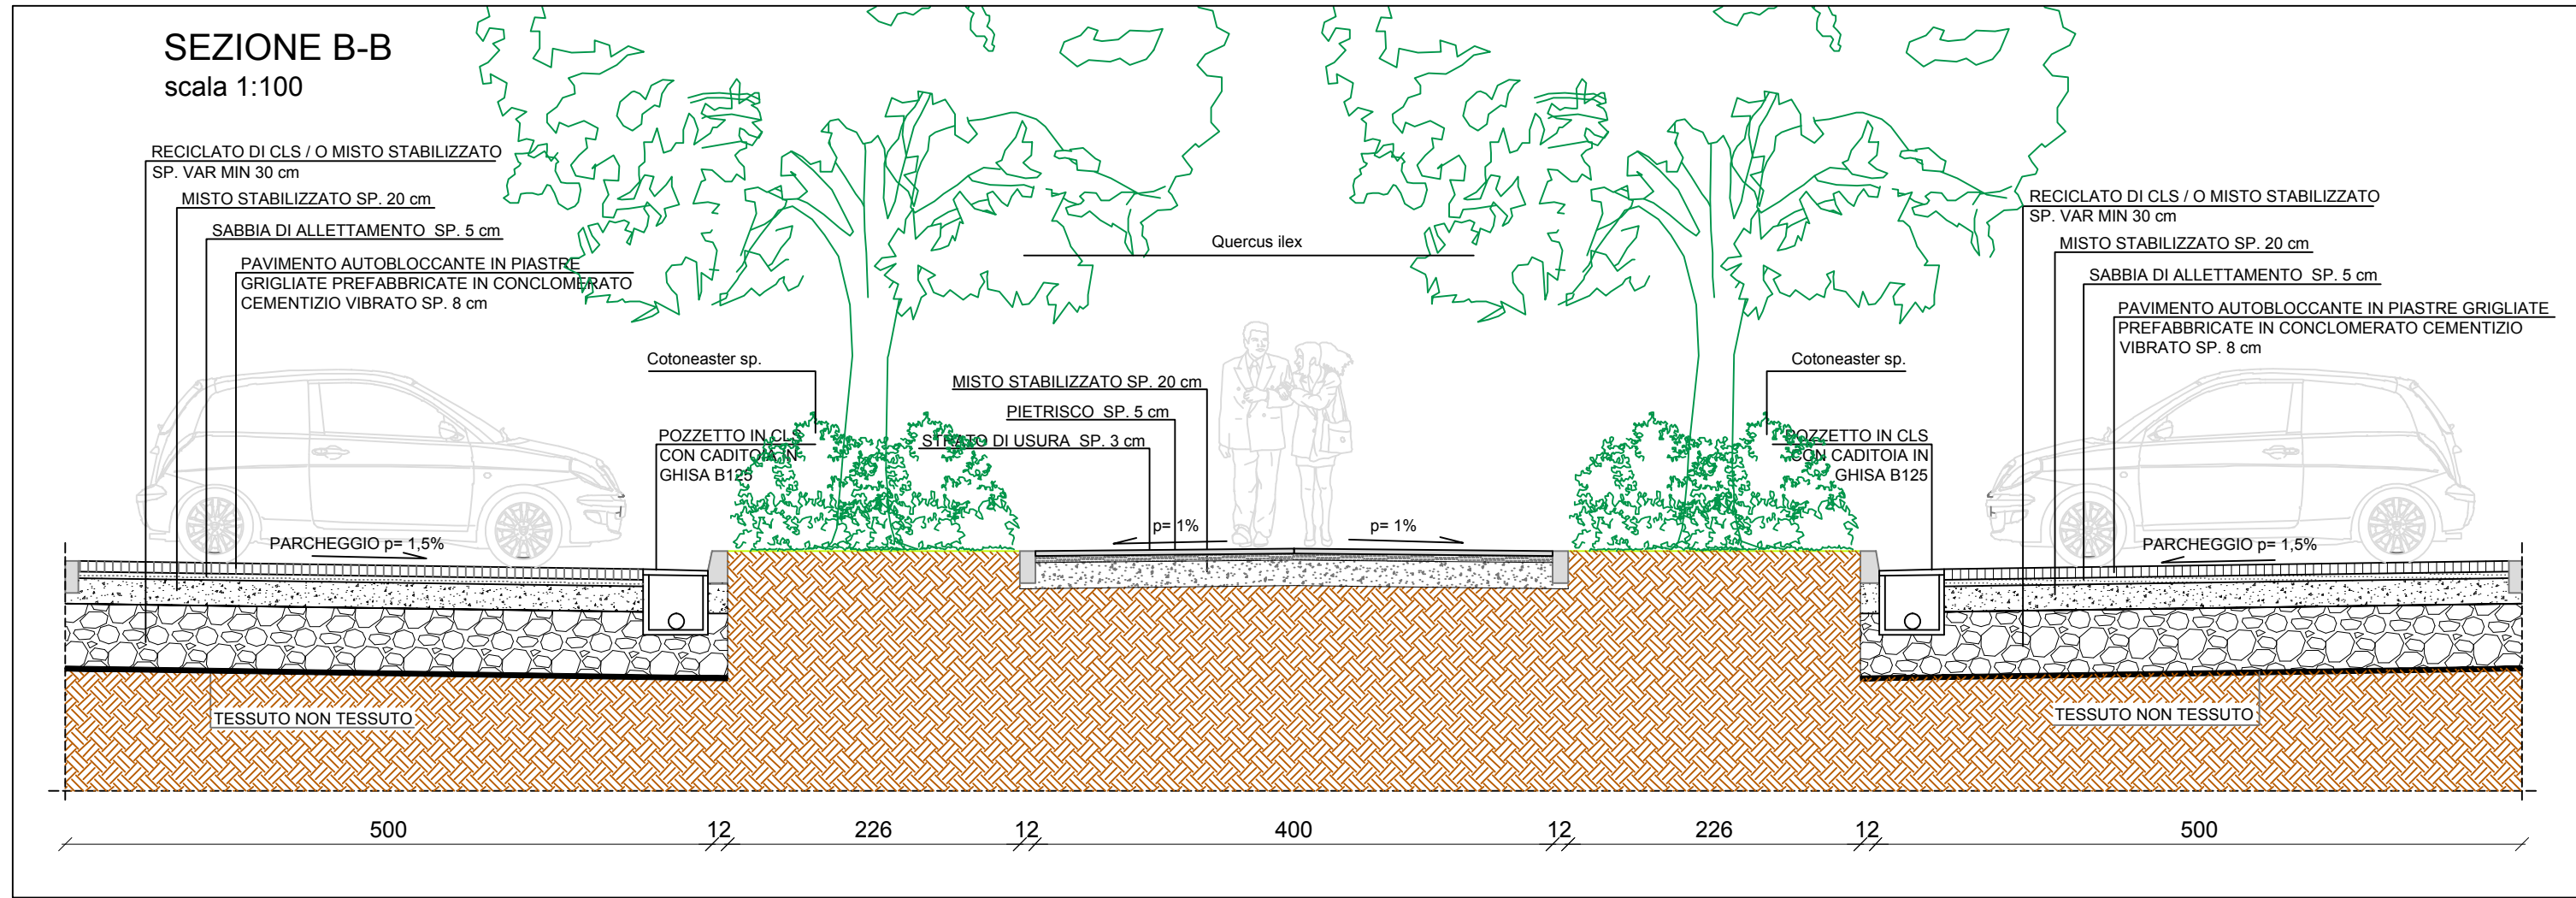 SEZIONE B-B
scala 1:100
RECICLATO DI CLS / O MISTO STABILIZZATO
SP. VAR MIN 30 cm
MISTO STABILIZZATO SP. 20 cm
SABBIA DI ALLETTAMENTO SP. 5 cm
PAVIMENTO AUTOBLOCCANTE IN PIASTRE
GRIGLIATE PREFABBRICATE IN CONCLOMERATO
CEMENTIZIO VIBRATO SP. 8 cm
Quercus ilex
RECICLATO DI CLS / O MISTO STABILIZZATO
SP. VAR MIN 30 cm
MISTO STABILIZZATO SP. 20 cm
SABBIA DI ALLETTAMENTO SP. 5 cm
PAVIMENTO AUTOBLOCCANTE IN PIASTRE GRIGLIATE
PREFABBRICATE IN CONCLOMERATO CEMENTIZIO
VIBRATO SP. 8 cm
Cotoneaster sp.
Cotoneaster sp.
MISTO STABILIZZATO SP. 20 cm
PIETRISCO SP. 5 cm
STRATO DI USURA SP. 3 cm
POZZETTO IN CLS
CON CADITOIA IN
GHISA B125
POZZETTO IN CLS
CON CADITOIA IN
GHISA B125
p= 1%
p= 1%
PARCHEGGIO p= 1,5%
PARCHEGGIO p= 1,5%
TESSUTO NON TESSUTO
TESSUTO NON TESSUTO
500 12 226 12 400 12 226 12 500